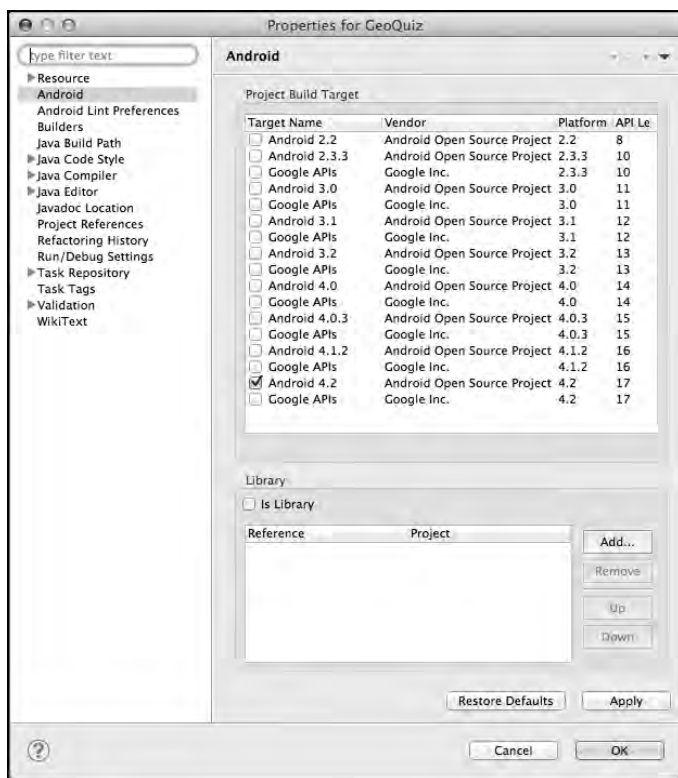 Properties for GeoQuiz
type filter text
Resource
Android
Android Lint Preferences
Builders
Java Build Path
Java Code Style
Java Compiler
Java Editor
Javadoc Location
Project References
Refactoring History
Run/Debug Settings
Task Repository
Task Tags
Validation
WikiText
Android
Project Build Target
Target Name Vendor Platform API Le
Android 2.2 Android Open Source Project 2.2 8
Android 2.3.3 Android Open Source Project 2.3.3 10
Google APIs Google Inc. 2.3.3 10
Android 3.0 Android Open Source Project 3.0 11
Google APIs Google Inc. 3.0 11
Android 3.1 Android Open Source Project 3.1 12
Google APIs Google Inc. 3.1 12
Android 3.2 Android Open Source Project 3.2 13
Google APIs Google Inc. 3.2 13
Android 4.0 Android Open Source Project 4.0 14
Google APIs Google Inc. 4.0 14
Android 4.0.3 Android Open Source Project 4.0.3 15
Google APIs Google Inc. 4.0.3 15
Android 4.1.2 Android Open Source Project 4.1.2 16
Google APIs Google Inc. 4.1.2 16
Android 4.2 Android Open Source Project 4.2 17
Google APIs Google Inc. 4.2 17
Library
Is Library
Reference Project
Add...
Remove
Up
Down
Restore Defaults Apply
? Cancel OK